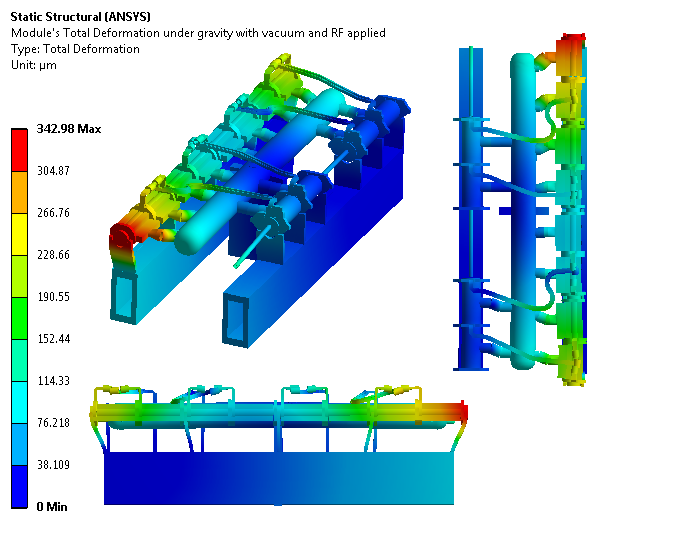 Static Structural (ANSYS)
Module's Total Deformation under gravity with vacuum and RF applied
Type: Total Deformation
Unit: µm
342.98 Max
304.87
266.76
228.66
190.55
152.44
114.33
76.218
38.109
0 Min